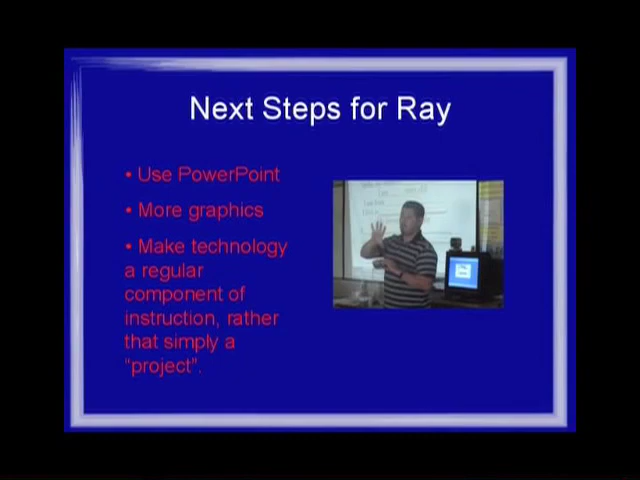 Next Steps for Ray
• Use PowerPoint
• More graphics
• Make technology
a regular
component of
instruction, rather
that simply a
“project”.